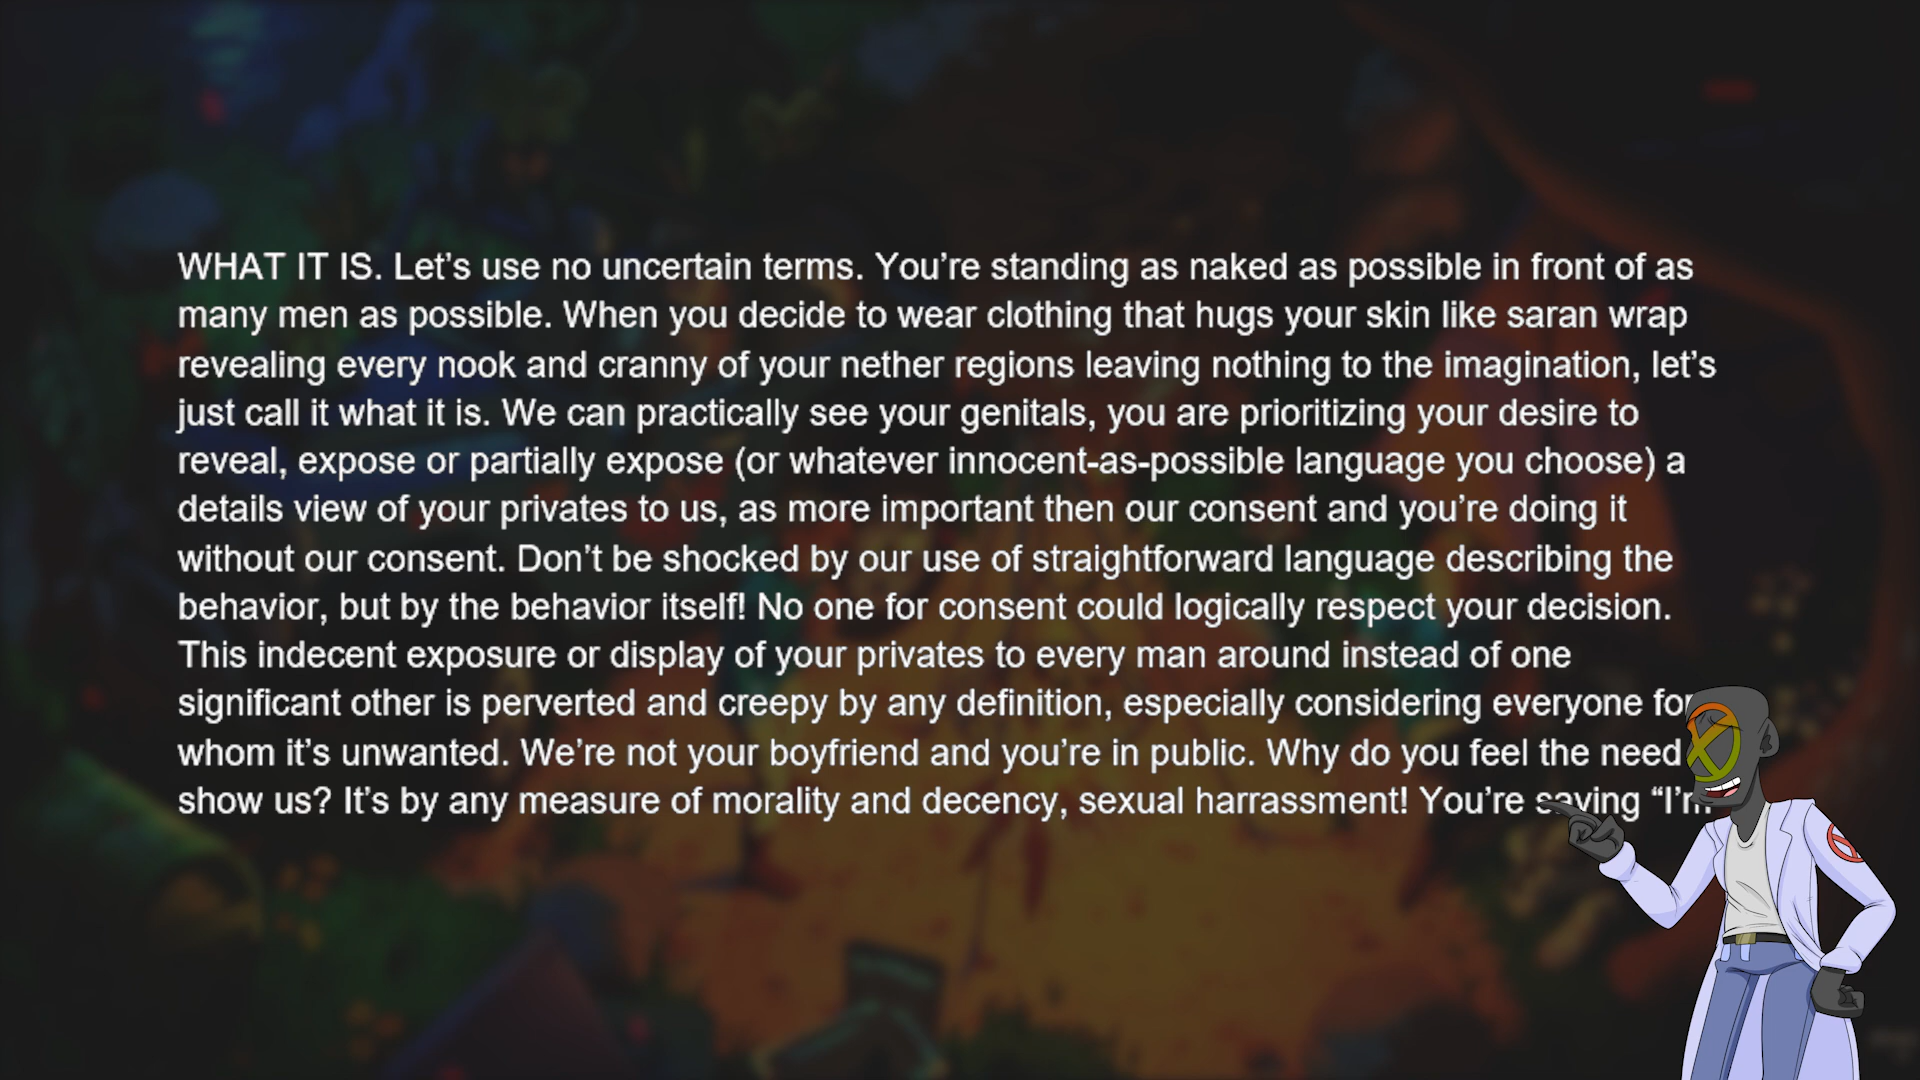 WHAT IT IS. Let’s use no uncertain terms. You’re standing as naked as possible in front of as
many men as possible. When you decide to wear clothing that hugs your skin like saran wrap
revealing every nook and cranny of your nether regions leaving nothing to the imagination, let’s
just call it what it is. We can practically see your genitals, you are prioritizing your desire to
reveal, expose or partially expose (or whatever innocent-as-possible language you choose) a
details view of your privates to us, as more important then our consent and you’re doing it
without our consent. Don’t be shocked by our use of straightforward language describing the
behavior, but by the behavior itself! No one for consent could logically respect your decision.
This indecent exposure or display of your privates to every man around instead of one
significant other is perverted and creepy by any definition, especially considering everyone for
whom it’s unwanted. We’re not your boyfriend and you’re in public. Why do you feel the need
show us? It’s by any measure of morality and decency, sexual harrassment! You’re saying “I’m